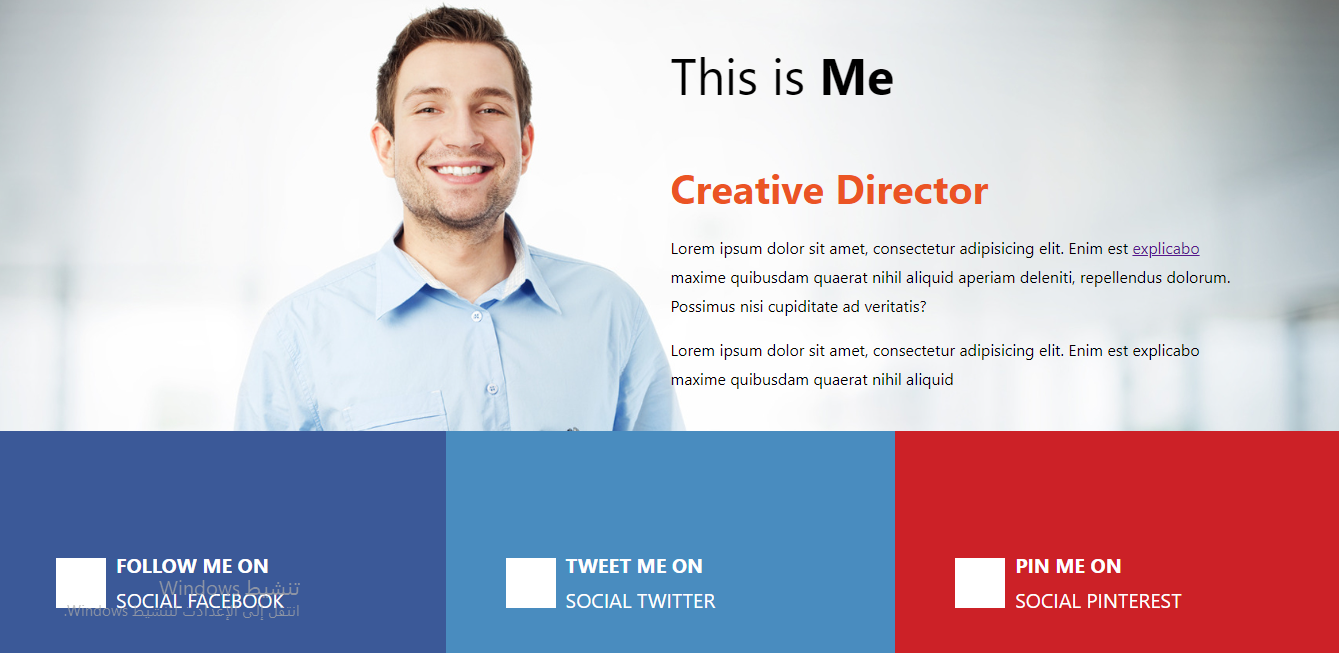 This is Me
Creative Director
Lorem ipsum dolor sit amet, consectetur adipisicing elit. Enim est explicabo
maxime quibusdam quaerat nihil aliquid aperiam deleniti, repellendus dolorum.
Possimus nisi cupiditate ad veritatis?
Lorem ipsum dolor sit amet, consectetur adipisicing elit. Enim est explicabo
maxime quibusdam quaerat nihil aliquid
FOLLOW ME ON
SOCIAL FACEBOOK
تنشيط Windows
انتقل إلى الإعدادات لتنشيط Windows.
TWEET ME ON
SOCIAL TWITTER
PIN ME ON
SOCIAL PINTEREST